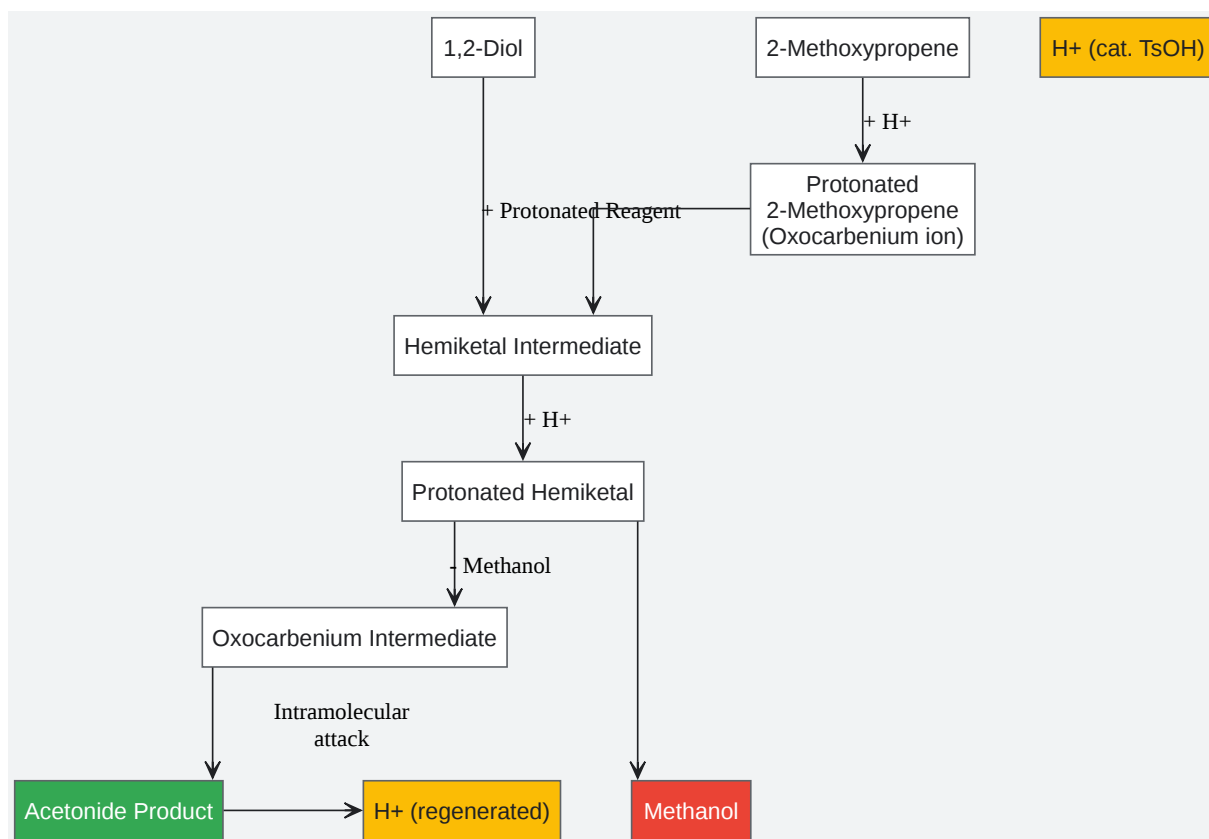 1,2-Diol
2-Methoxypropene
H+ (cat. TsOH)
+ H+
Protonated
2-Methoxypropene
(Oxocarbenium ion)
+ Protonated Reagent
Hemiketal Intermediate
+ H+
Protonated Hemiketal
- Methanol
Oxocarbenium Intermediate
Intramolecular
attack
Acetonide Product
H+ (regenerated)
Methanol